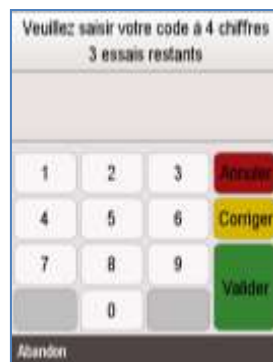 Veuillez saisir votre code à 4 chiffres
3 essais restants
1 2 3 Annuler
4 5 6 Corriger
7 8 9
Valider
0
Abandon